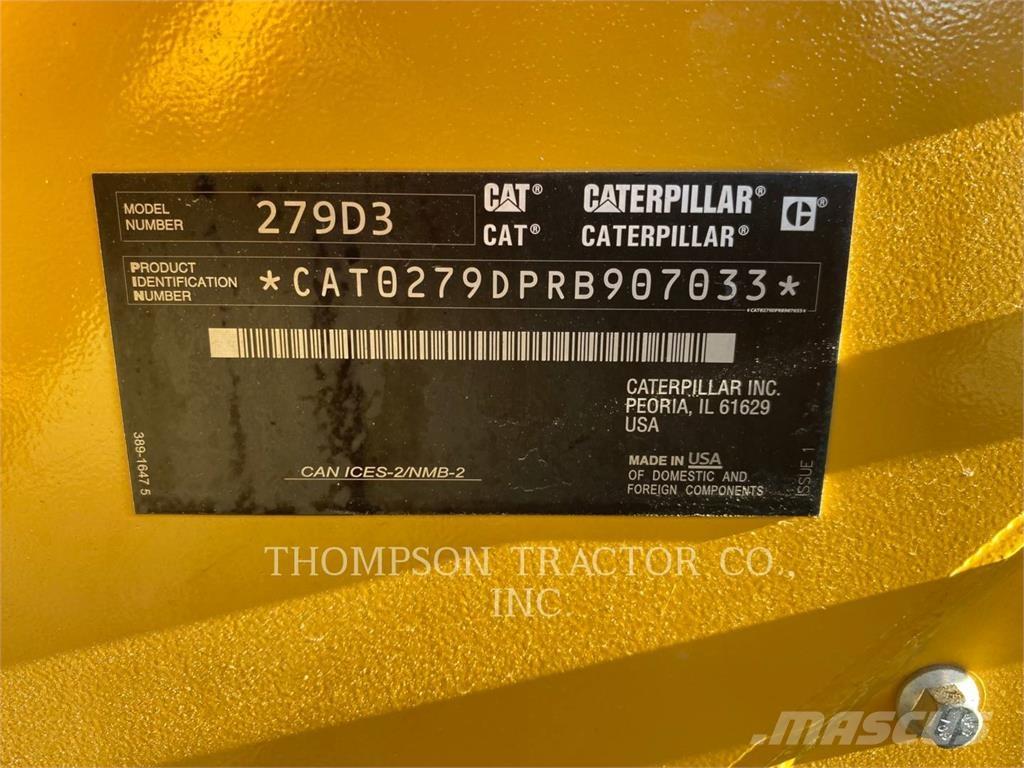 MODEL NUMBER 279D3
CAT® CATERPILLAR®
CAT® CATERPILLAR®
PRODUCT IDENTIFICATION NUMBER *CAT0279DPRB907033*
*CAT0279DPRB907033*
CATERPILLAR INC.
PEORIA, IL 61629
USA
MADE IN USA
OF DOMESTIC AND
FOREIGN COMPONENTS
CAN ICES-2/NMB-2
389-1647 5
ISSUE 1
THOMPSON TRACTOR CO.,
INC.
MASCUS